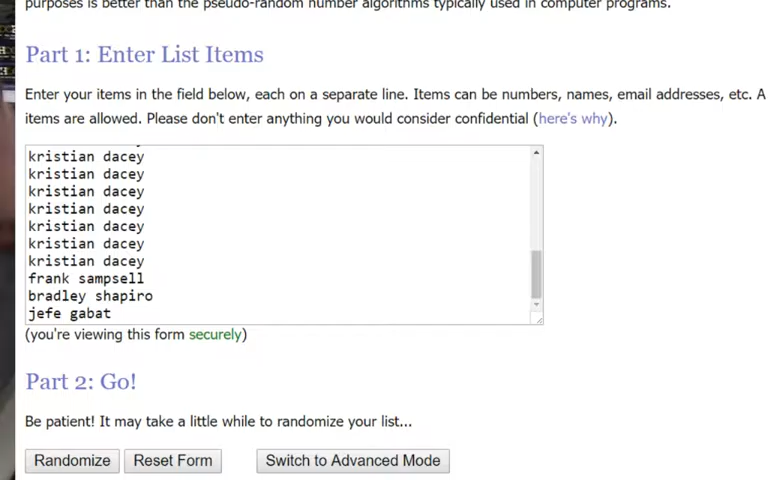 purposes is better than the pseudo-random number algorithms typically used in computer programs.
Part 1: Enter List Items
Enter your items in the field below, each on a separate line. Items can be numbers, names, email addresses, etc. A
items are allowed. Please don't enter anything you would consider confidential (here's why).
kristian dacey
kristian dacey
kristian dacey
kristian dacey
kristian dacey
kristian dacey
kristian dacey
frank sampsell
bradley shapiro
jefe gabat
(you're viewing this form securely)
Part 2: Go!
Be patient! It may take a little while to randomize your list...
Randomize Reset Form Switch to Advanced Mode